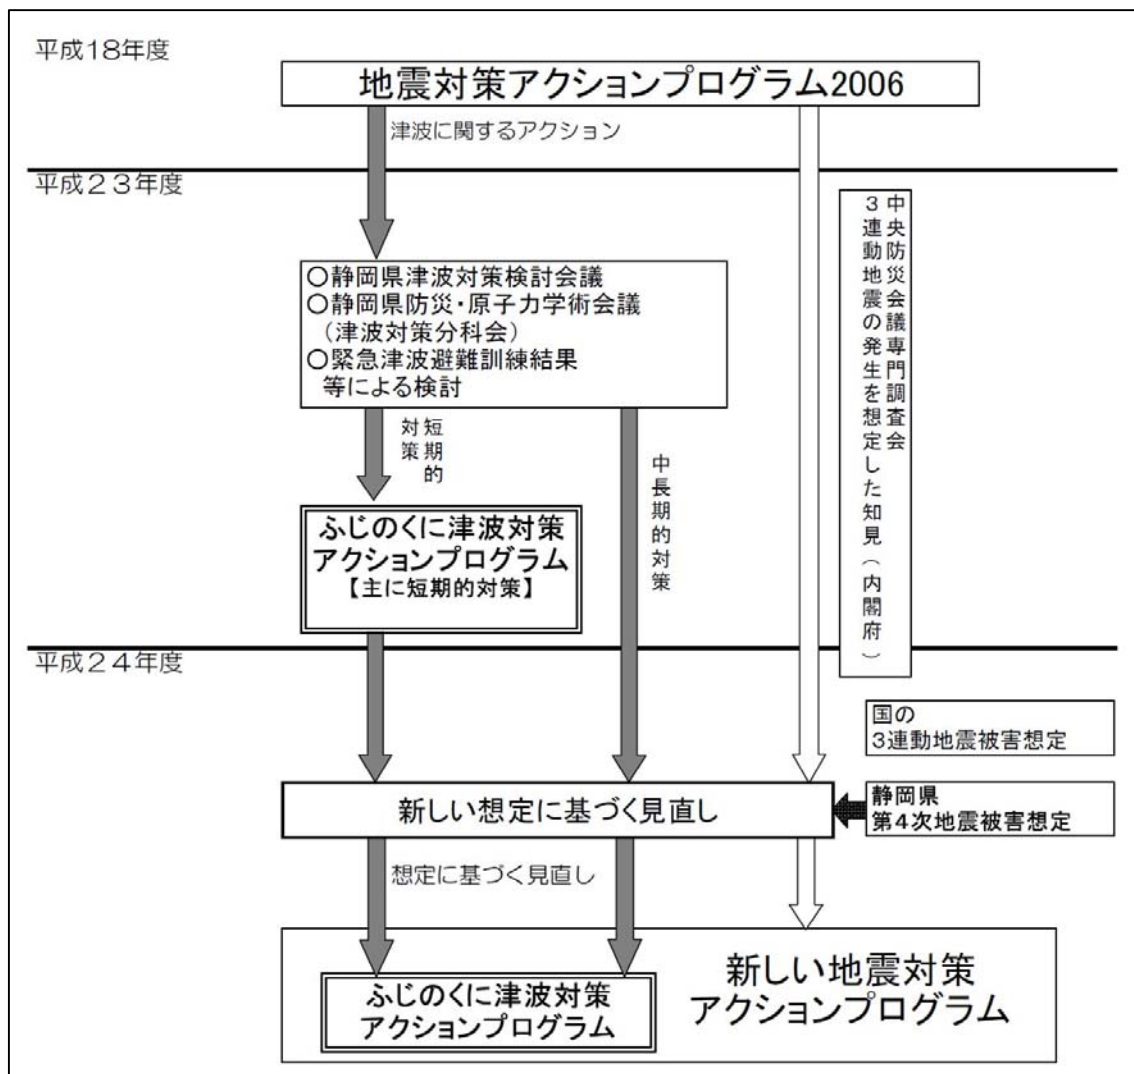 平成18年度
地震対策アクションプログラム2006
津波に関するアクション
平成23年度
中央防災会議専門調査会
3連動地震の発生を想定した知見(内閣府)
○静岡県津波対策検討会議
○静岡県防災・原子力学術会議
(津波対策分科会)
○緊急津波避難訓練結果
等による検討
短期的
対策
中長期的対策
ふじのくに津波対策
アクションプログラム
【主に短期的対策】
平成24年度
国の
3連動地震被害想定
新しい想定に基づく見直し
静岡県
第4次地震被害想定
想定に基づく見直し
新しい地震対策
アクションプログラム
ふじのくに津波対策
アクションプログラム